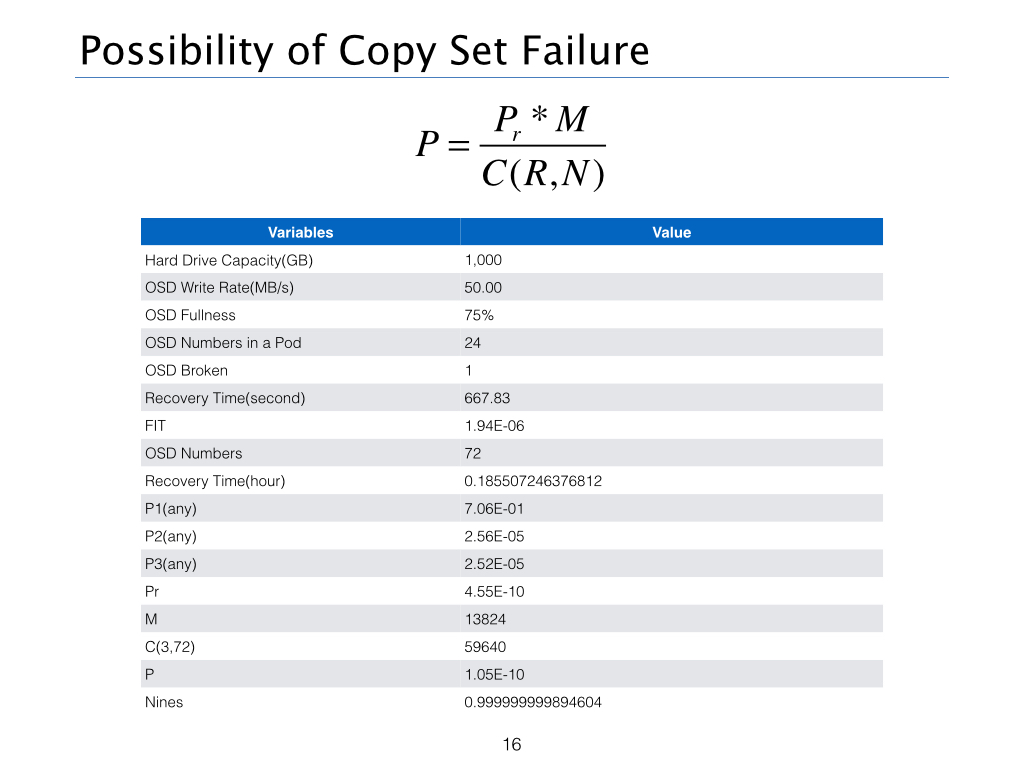 Possibility of Copy Set Failure
P = P_r * M / C(R,N)
Variables Value
Hard Drive Capacity(GB) 1,000
OSD Write Rate(MB/s) 50.00
OSD Fullness 75%
OSD Numbers in a Pod 24
OSD Broken 1
Recovery Time(second) 667.83
FIT 1.94E-06
OSD Numbers 72
Recovery Time(hour) 0.185507246376812
P1(any) 7.06E-01
P2(any) 2.56E-05
P3(any) 2.52E-05
Pr 4.55E-10
M 13824
C(3,72) 59640
P 1.05E-10
Nines 0.999999999894604
16